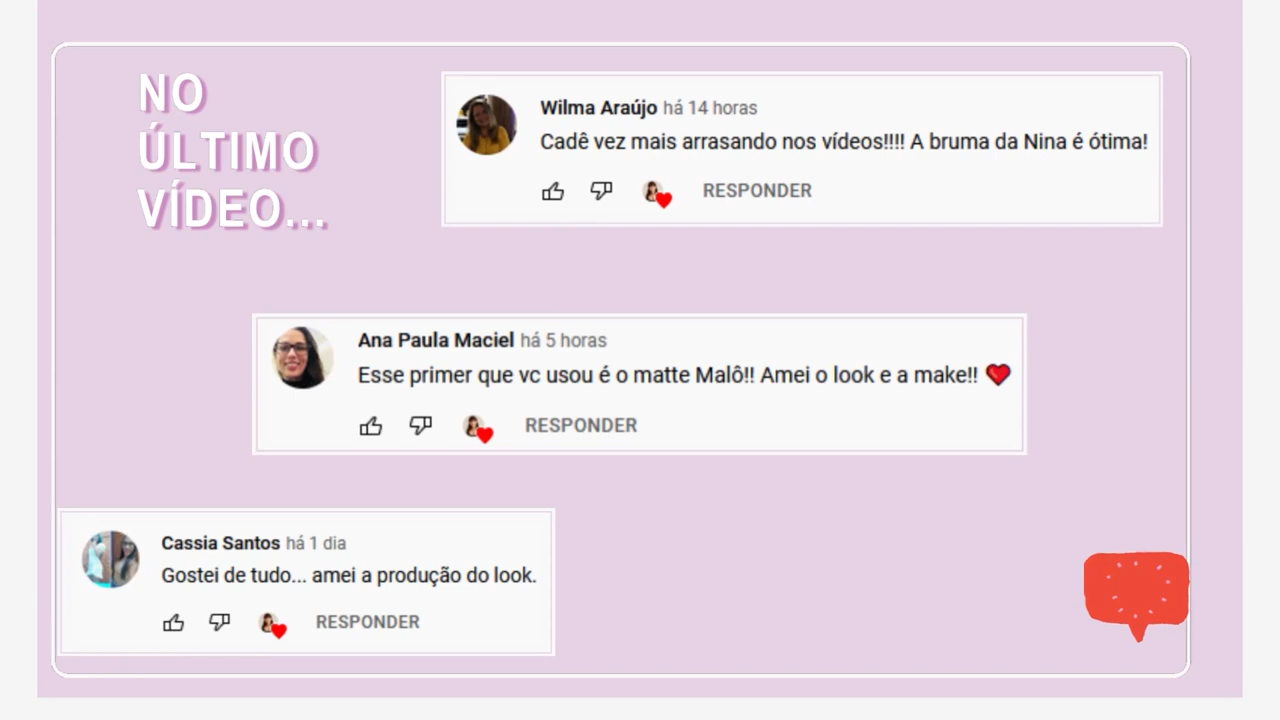 NO
ÚLTIMO
VÍDEO...
Wilma Araújo há 14 horas
Cadê vez mais arrasando nos vídeos!!!! A bruma da Nina é ótima!
RESPONDER
Ana Paula Maciel há 5 horas
Esse primer que vc usou é o matte Malô!! Amei o look e a make!! ❤
RESPONDER
Cassia Santos há 1 dia
Gostei de tudo... amei a produção do look.
RESPONDER